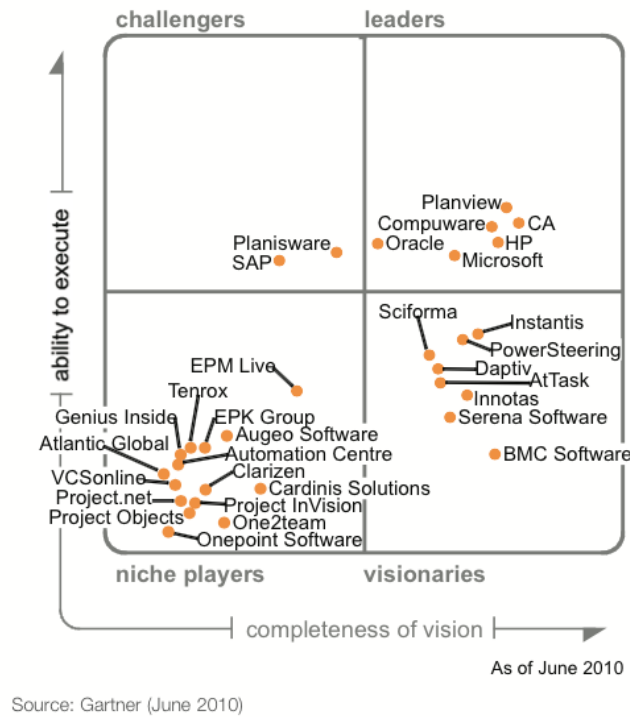 challengers
leaders
ability to execute
Planview
Compuware
CA
Planisware
Oracle
HP
SAP
Microsoft
Sciforma
Instantis
PowerSteering
EPM Live
Daptiv
AtTask
Tenrox
Innotas
Genius Inside
EPK Group
Serena Software
Augeo Software
Atlantic Global
Automation Centre
BMC Software
Clarizen
VCSonline
Cardinis Solutions
Project.net
Project InVision
Project Objects
One2team
Onepoint Software
niche players
visionaries
completeness of vision
As of June 2010
Source: Gartner (June 2010)